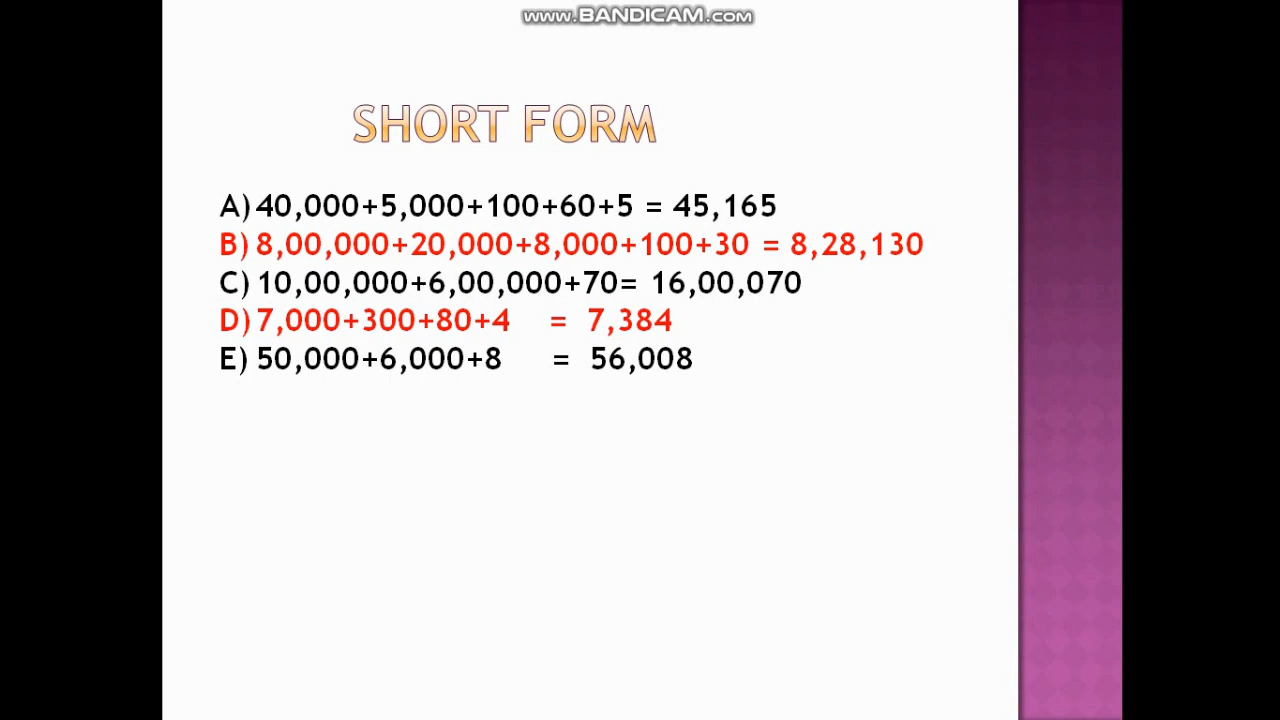 www.BANDICAM.com
SHORT FORM
A) 40,000+5,000+100+60+5 = 45,165
B) 8,00,000+20,000+8,000+100+30 = 8,28,130
C) 10,00,000+6,00,000+70= 16,00,070
D) 7,000+300+80+4 = 7,384
E) 50,000+6,000+8 = 56,008